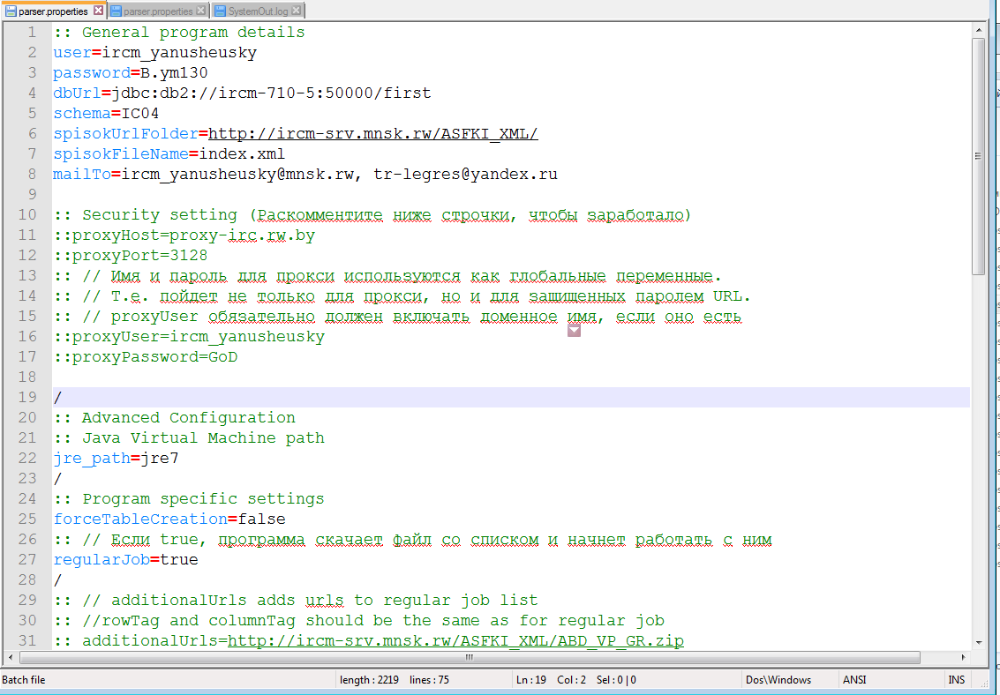 parser.properties parser.properties SystemOut.log
1 :: General program details
2 user=ircm_yanusheusky
3 password=B.ym130
4 dbUrl=jdbc:db2://ircm-710-5:50000/first
5 schema=IC04
6 spisokUrlFolder=http://ircm-srv.mnsk.rw/ASFKI_XML/
7 spisokFileName=index.xml
8 mailTo=ircm_yanusheusky@mnsk.rw, tr-legres@yandex.ru
9
10 :: Security setting (Раскомментите ниже строчки, чтобы заработало)
11 ::proxyHost=proxy-irc.rw.by
12 ::proxyPort=3128
13 :: // Имя и пароль для прокси используются как глобальные переменные.
14 :: // Т.е. пойдет не только для прокси, но и для зашишенных паролем URL.
15 :: // proxyUser обязательно должен включать доменное имя, если оно есть
16 ::proxyUser=ircm_yanusheusky
17 ::proxyPassword=GoD
18
19 /
20 :: Advanced Configuration
21 :: Java Virtual Machine path
22 jre_path=jre7
23 /
24 :: Program specific settings
25 forceTableCreation=false
26 :: // Если true, программа скачает файл со списком и начнет работать с ним
27 regularJob=true
28 /
29 :: // additionalUrls adds urls to regular job list
30 :: //rowTag and columnTag should be the same as for regular job
31 :: additionalUrls=http://ircm-srv.mnsk.rw/ASFKI_XML/ABD_VP_GR.zip
Batch file length : 2219 lines : 75 Ln : 19 Col : 2 Sel : 0 | 0 Dos\Windows ANSI INS